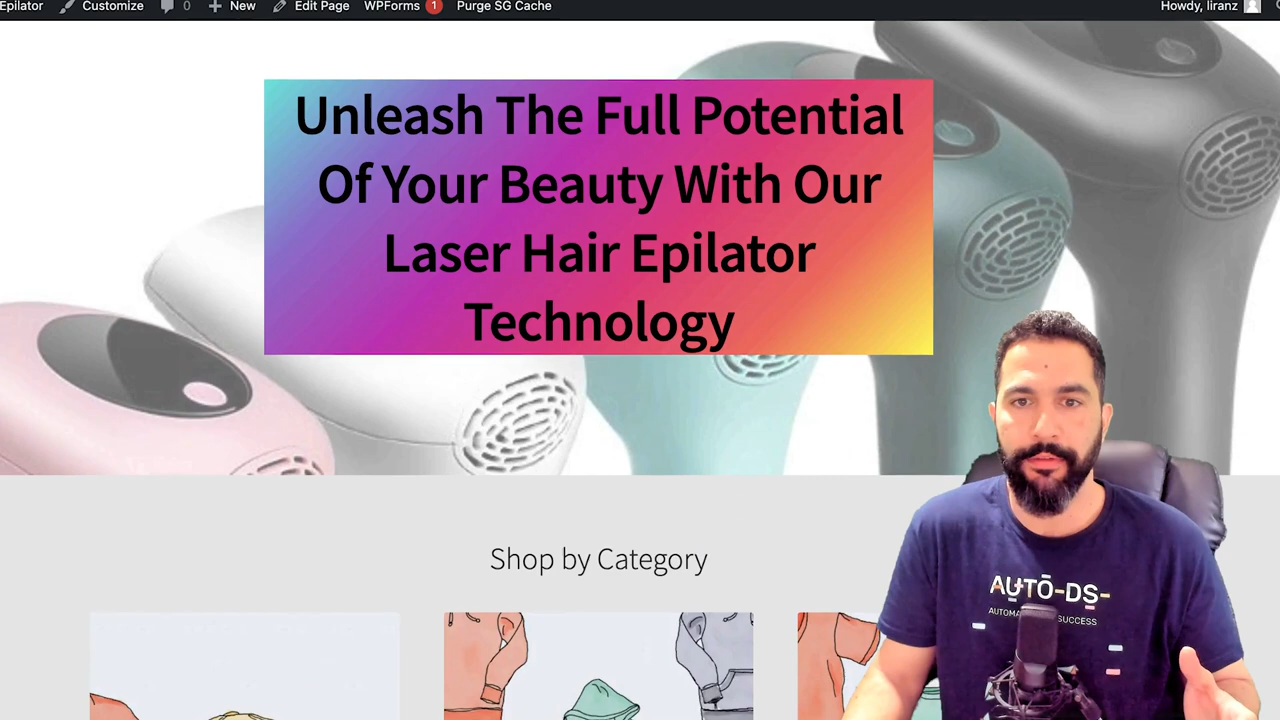 Epilator Customize 0 New Edit Page WPForms 1 Purge SG Cache Howdy, liranz
Unleash The Full Potential
Of Your Beauty With Our
Laser Hair Epilator
Technology
Shop by Category
AUTO-DS-
SUCCESS